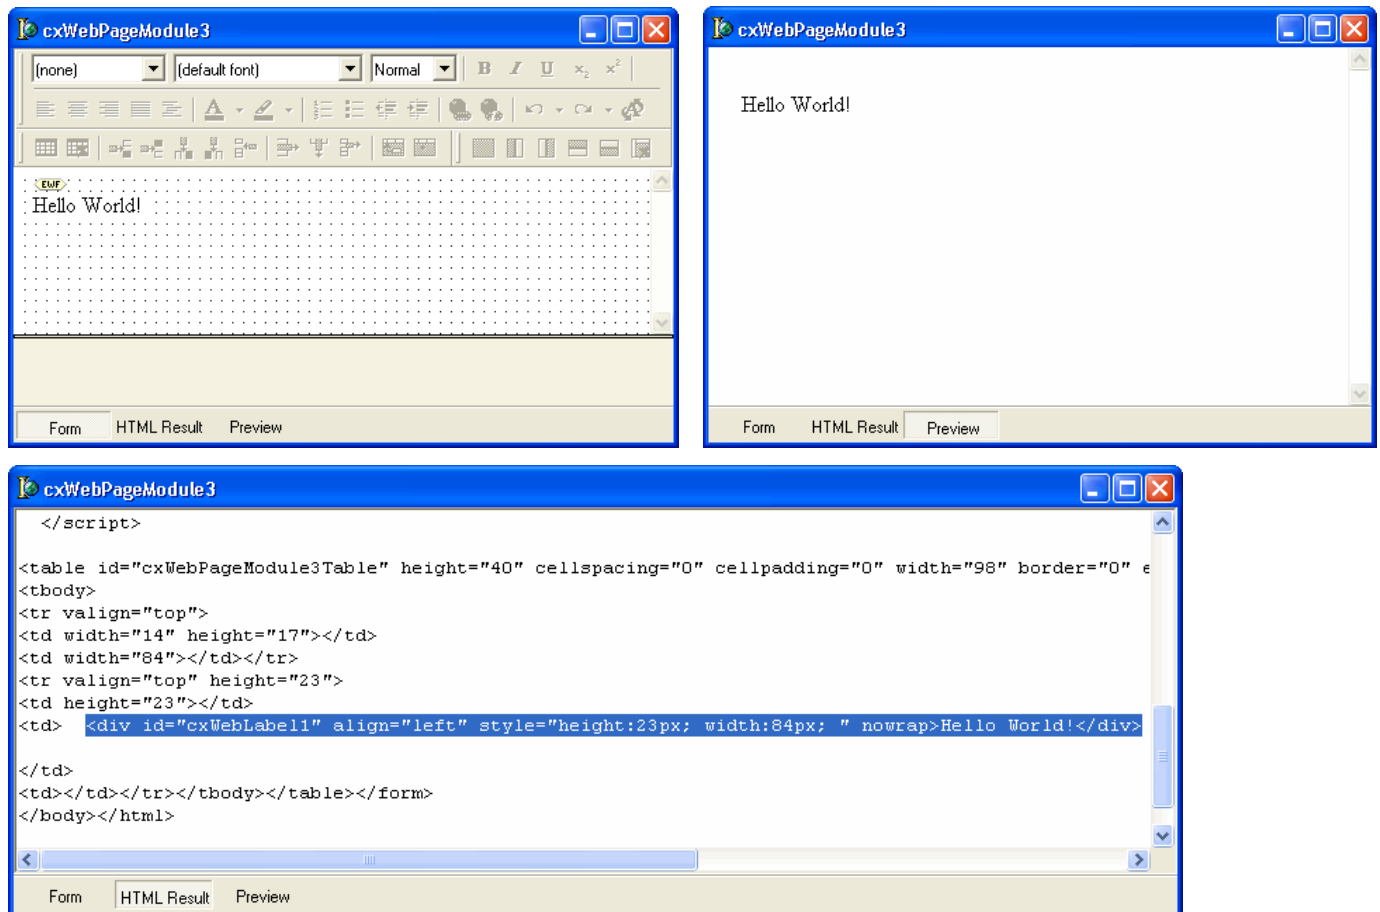 cxWebPageModule3
(none) (default font) Normal B I U x₂ x²
A
EWF
Hello World!
Form HTML Result Preview
cxWebPageModule3
Hello World!
Form HTML Result Preview
cxWebPageModule3
</script>
<table id="cxWebPageModule3Table" height="40" cellspacing="0" cellpadding="0" width="98" border="0" e
<tbody>
<tr valign="top">
<td width="14" height="17"></td>
<td width="84"></td></tr>
<tr valign="top" height="23">
<td height="23"></td>
<td> <div id="cxWebLabel1" align="left" style="height:23px; width:84px; " nowrap>Hello World!</div>
</td>
<td></td></tr></tbody></table></form>
</body></html>
Form HTML Result Preview